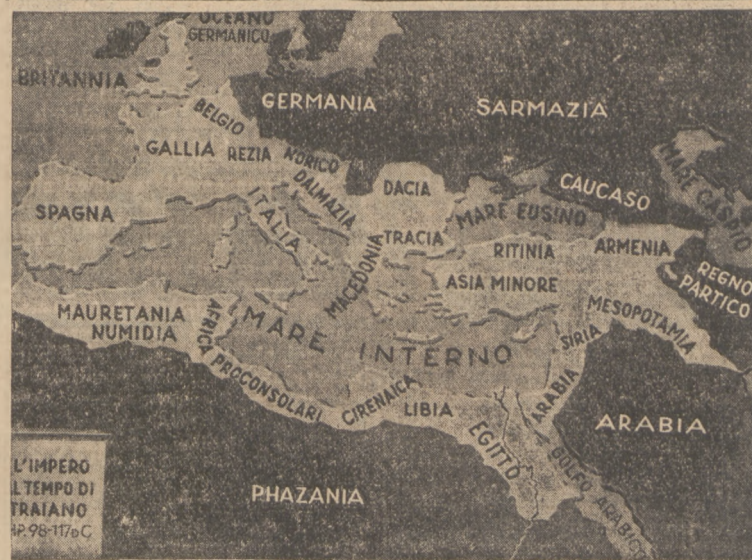 OCEANO
GERMANICO
BRITANNIA
BELGIO
GERMANIA
SARMAZIA
GALLIA
REZIA
NORICO
DALMAZIA
DACIA
CAUCASO
MARE CASPIO
SPAGNA
ITALIA
MARE EUSINO
TRACIA
MACEDONIA
RITINIA
ARMENIA
ASIA MINORE
REGNO
PARTICO
MESOPOTAMIA
MAURETANIA
NUMIDIA
AFRICA PROCONSOLARI
MARE INTERNO
SIRIA
CIRENAICA
LIBIA
ARABIA
ARABIA
EGITTO
GOLFO ARABICO
PHAZANIA
L'IMPERO
L TEMPO DI
TRAIANO
P. 98-117 D C